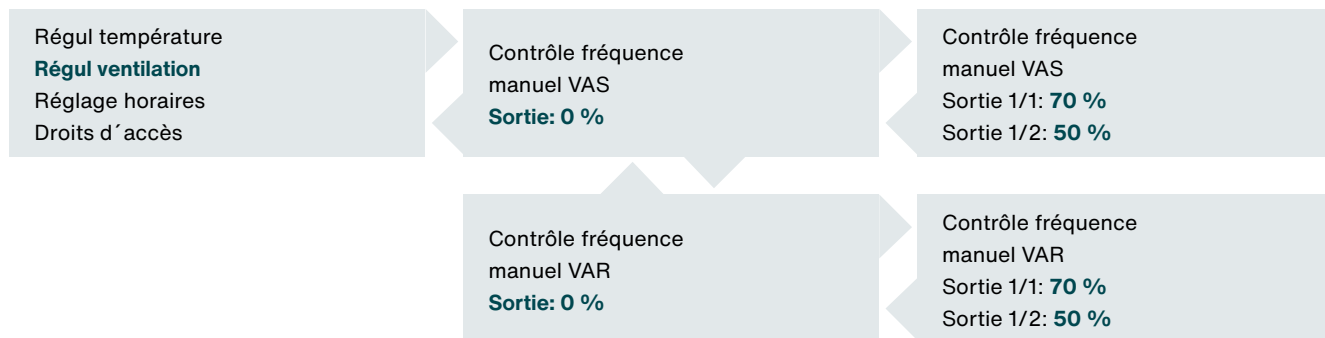 Régul température
Régul ventilation
Réglage horaires
Droits d´accès
Contrôle fréquence
manuel VAS
Sortie: 0 %
Contrôle fréquence
manuel VAS
Sortie 1/1: 70 %
Sortie 1/2: 50 %
Contrôle fréquence
manuel VAR
Sortie: 0 %
Contrôle fréquence
manuel VAR
Sortie 1/1: 70 %
Sortie 1/2: 50 %